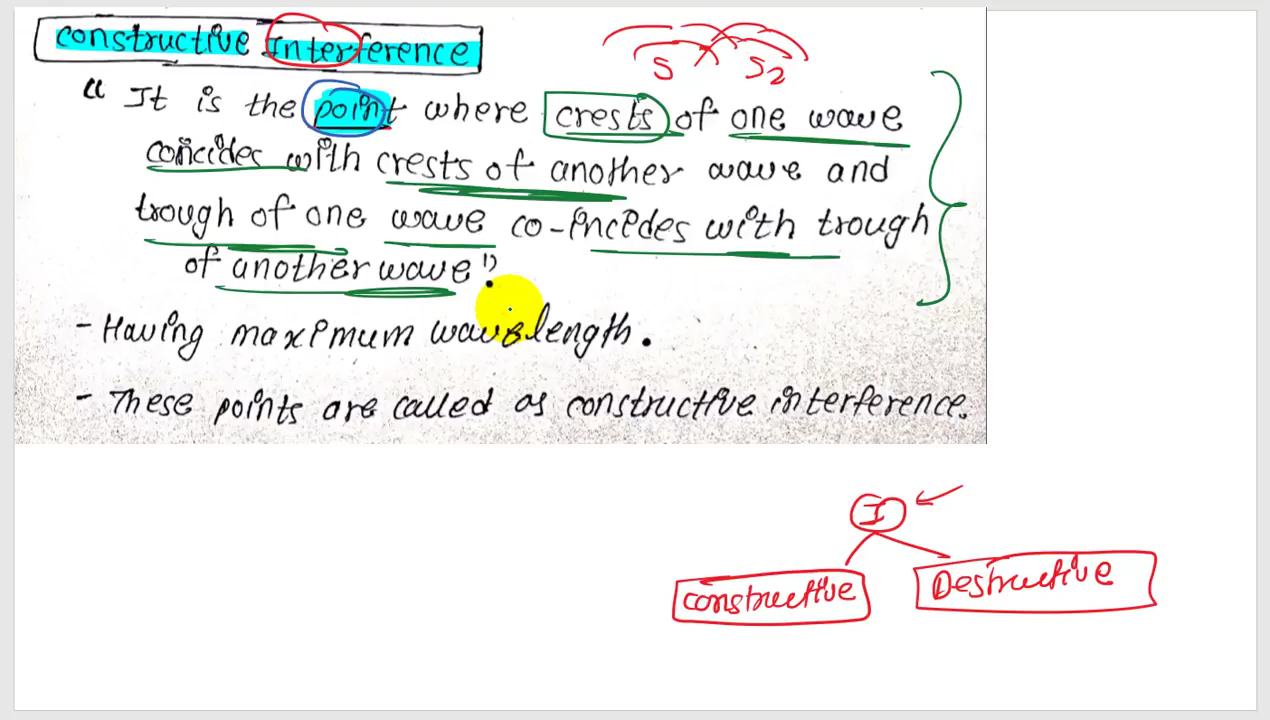 constructive Interference
S S2
“ It is the point where crests of one wave
coincides with crests of another wave and
trough of one wave co-incides with trough
of another wave".
- Having maximum wavelength.
- These points are called as constructive interference.
I
constructive Destructive